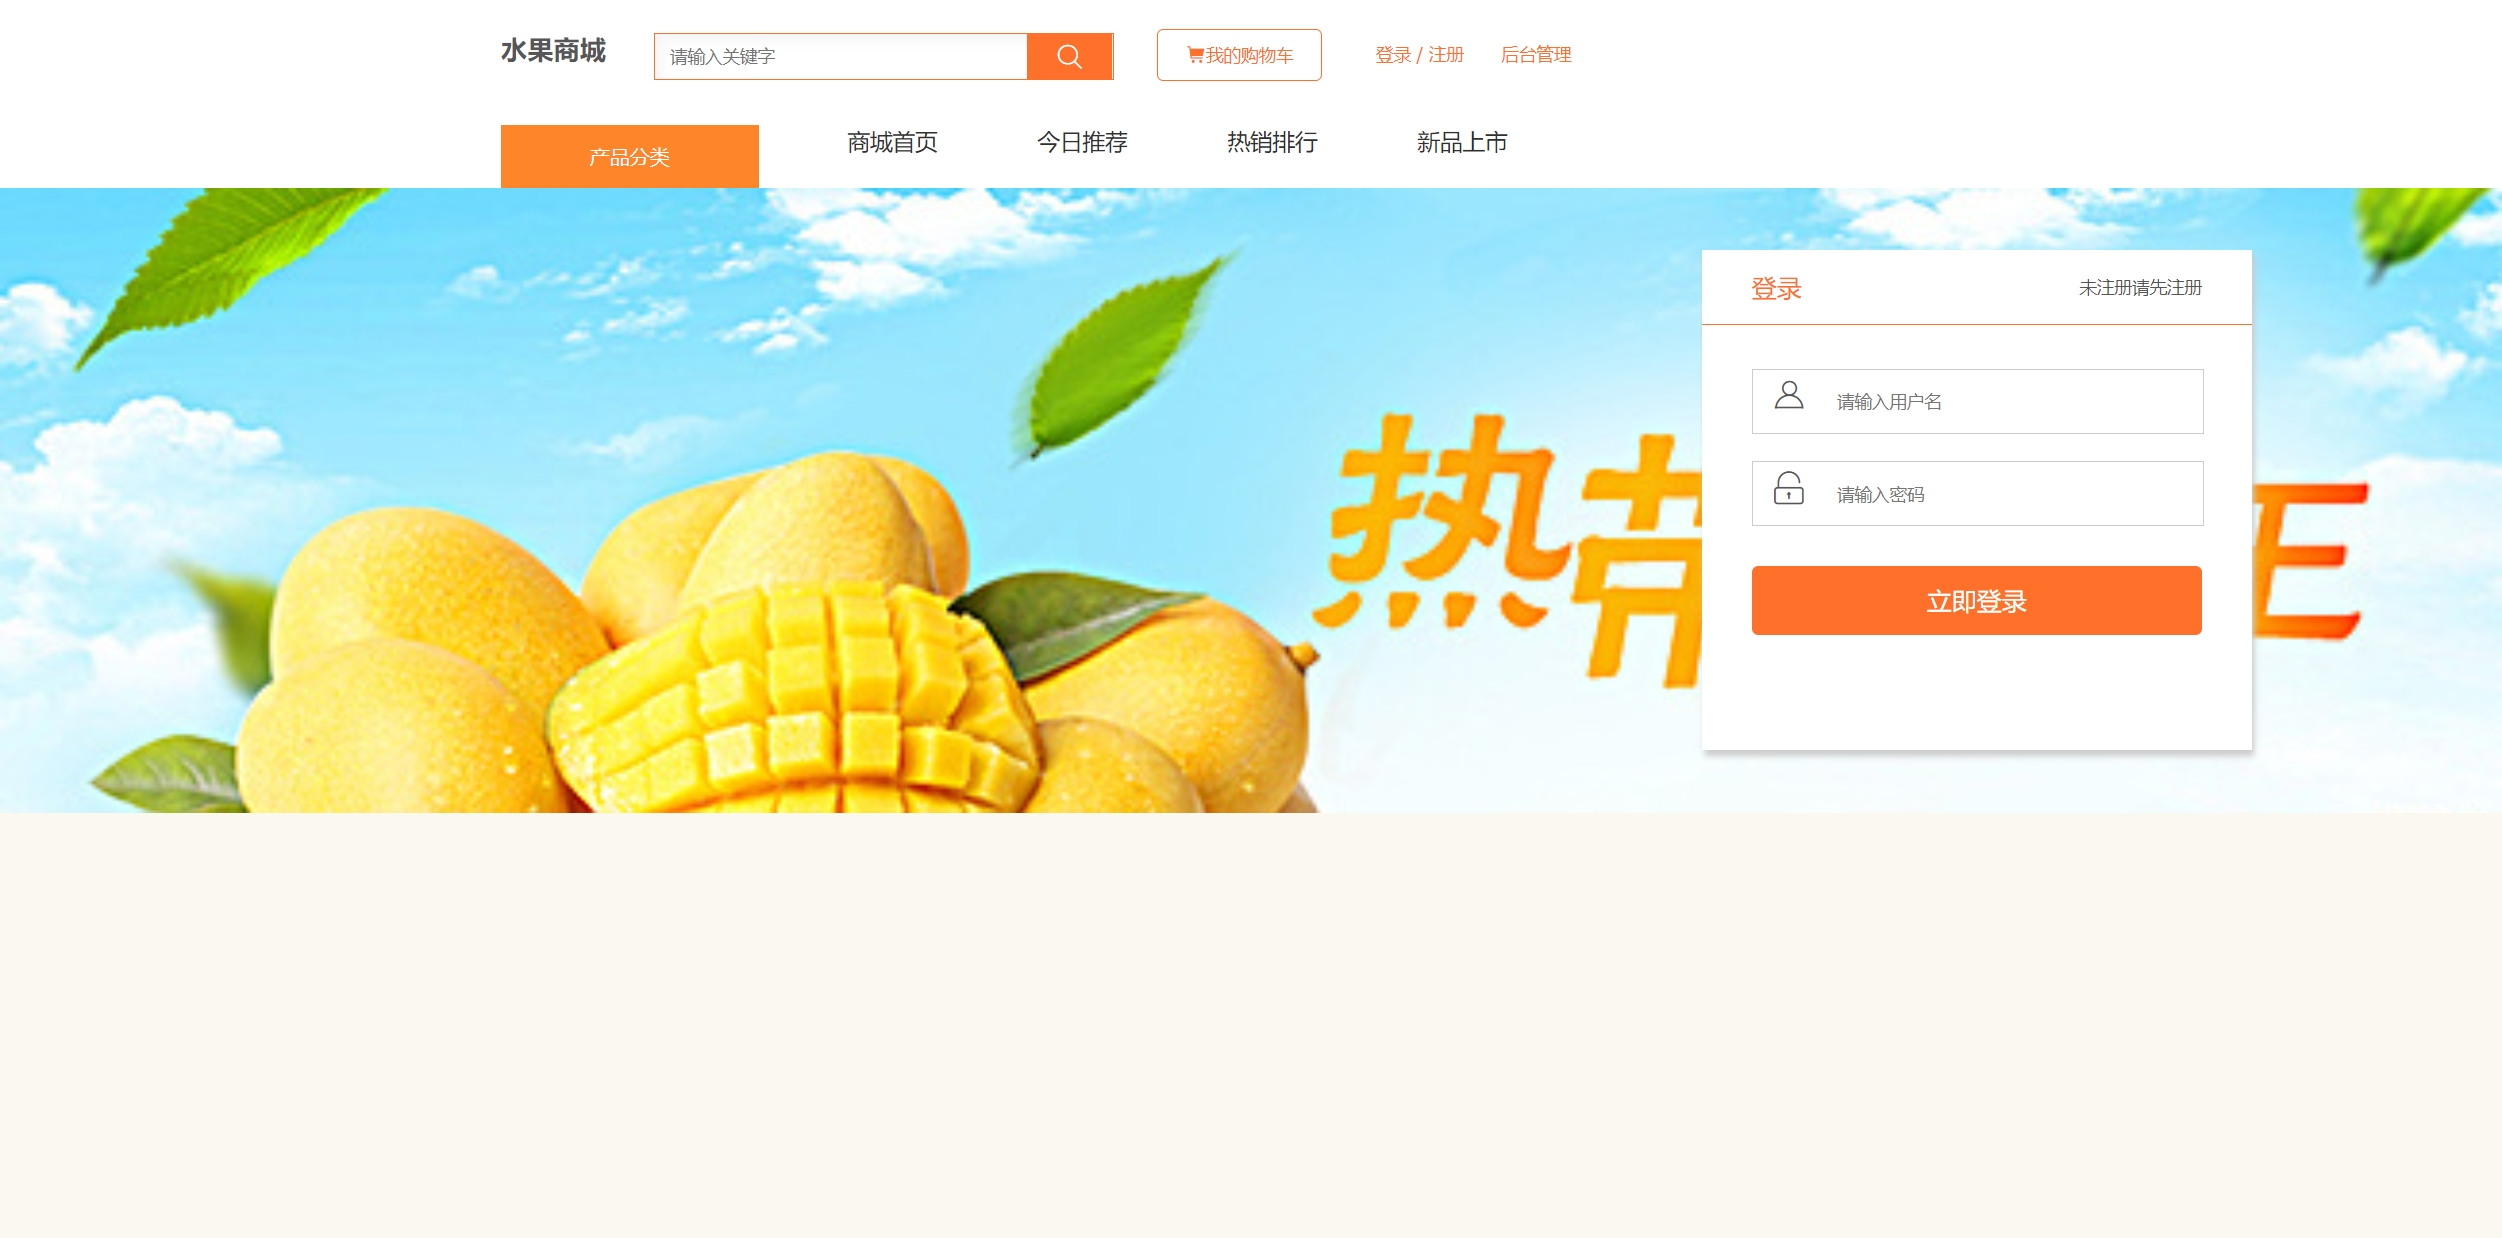 水果商城
请输入关键字
我的购物车
登录 / 注册
后台管理
产品分类
商城首页
今日推荐
热销排行
新品上市
登录
未注册请先注册
请输入用户名
请输入密码
立即登录
热